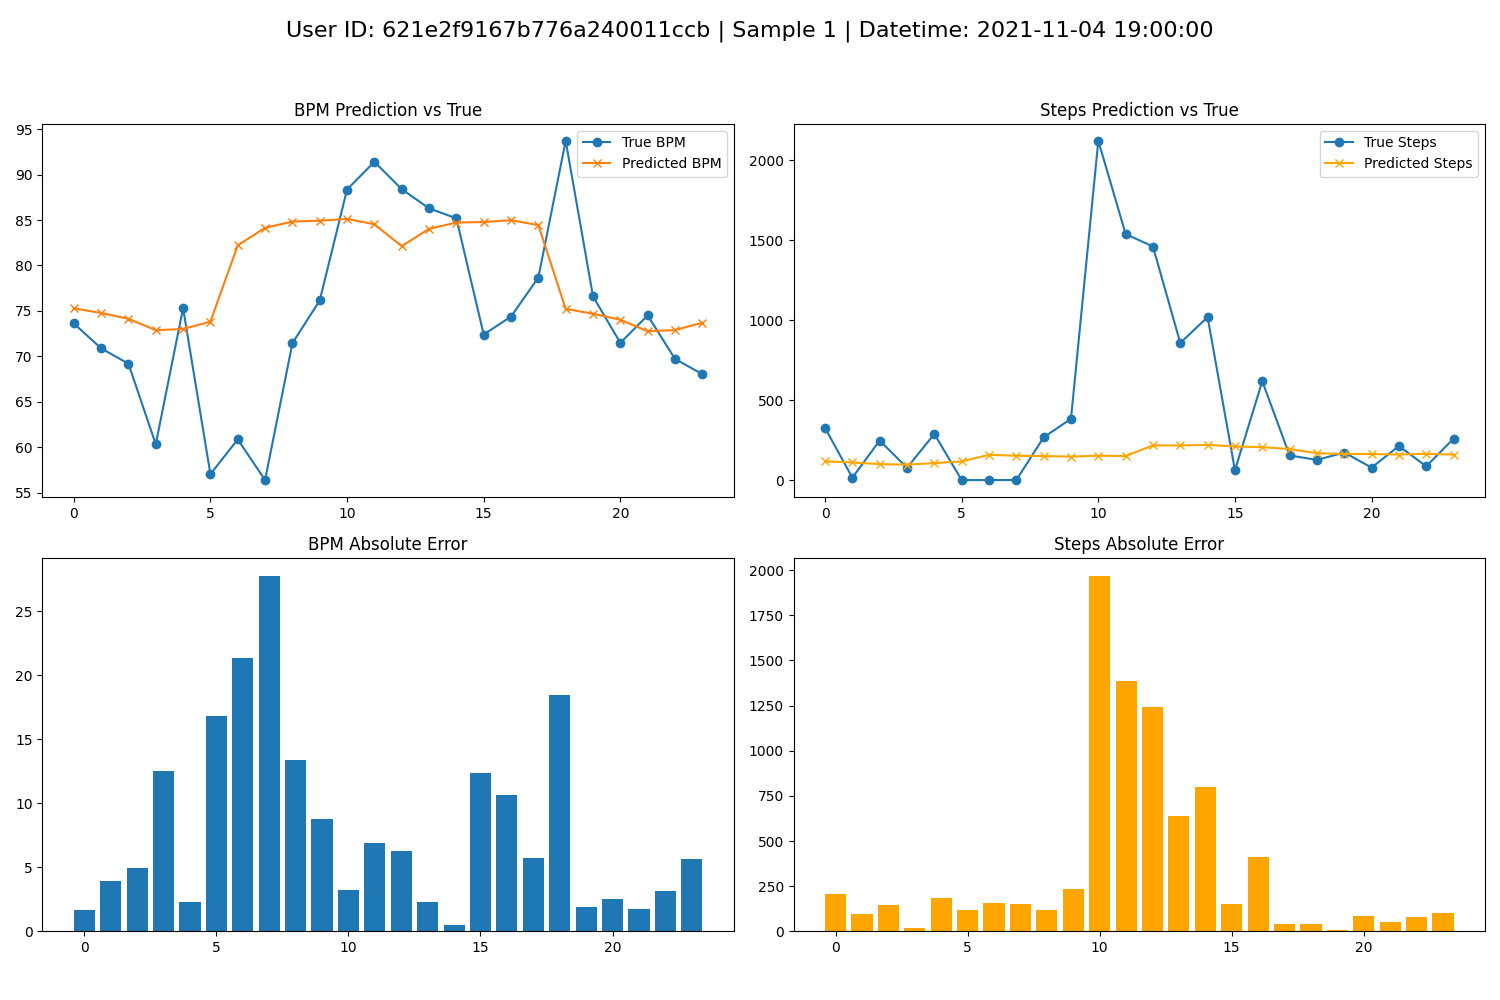 User ID: 621e2f9167b776a240011ccb | Sample 1 | Datetime: 2021-11-04 19:00:00
BPM Prediction vs True
95
90
85
80
75
70
65
60
55
0 5 10 15 20
True BPM
Predicted BPM
Steps Prediction vs True
2000
1500
1000
500
0
0 5 10 15 20
True Steps
Predicted Steps
BPM Absolute Error
25
20
15
10
5
0
0 5 10 15 20
Steps Absolute Error
2000
1750
1500
1250
1000
750
500
250
0
0 5 10 15 20